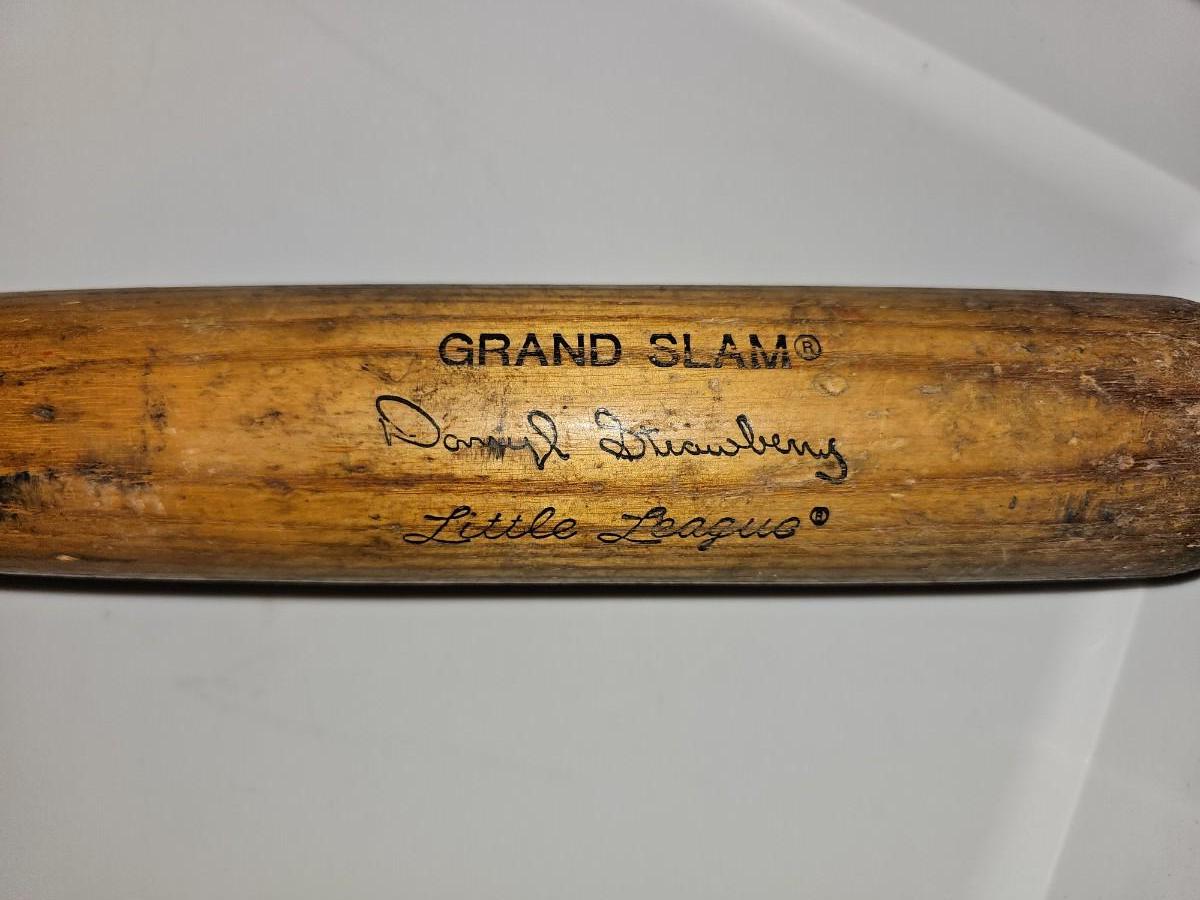 GRAND SLAM®
Darryl Strawberry
Little League®